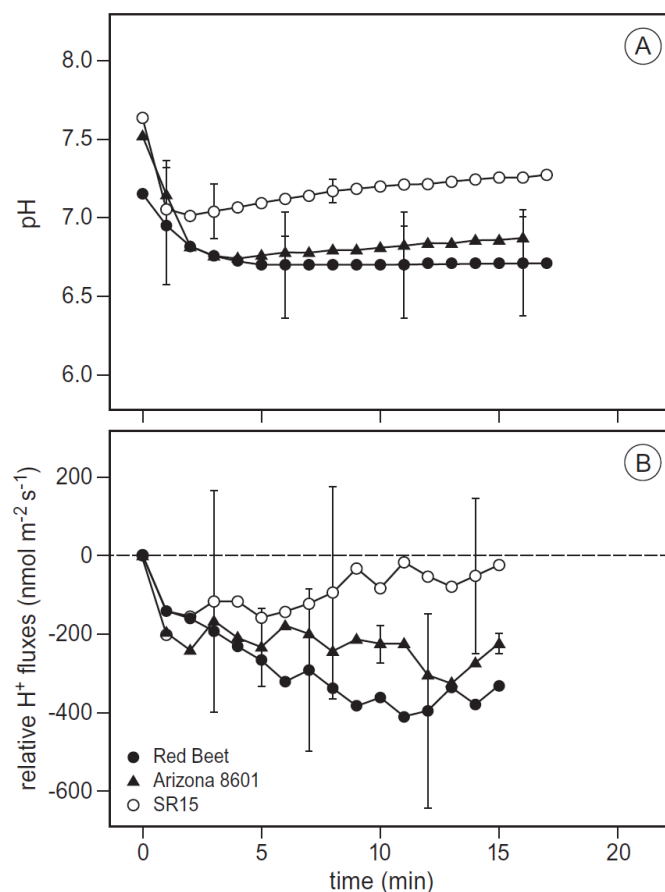 A
8.0
7.5
7.0
6.5
6.0
pH
B
200
0
-200
-400
-600
relative H⁺ fluxes (nmol m⁻² s⁻¹)
Red Beet
Arizona 8601
SR15
0 5 10 15 20
time (min)